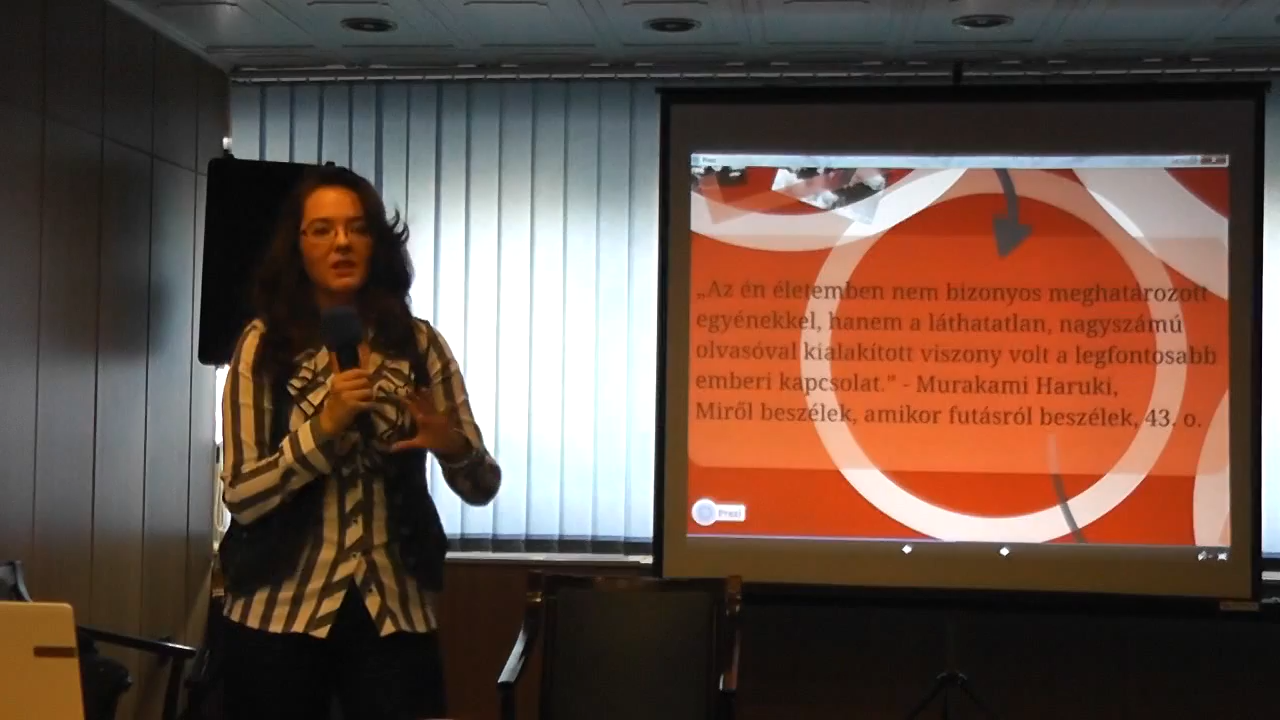 Prezi
„Az én életemben nem bizonyos meghatározott
egyénekkel, hanem a láthatatlan, nagyszámú
olvasóval kialakított viszony volt a legfontosabb
emberi kapcsolat.” - Murakami Haruki,
Miről beszélek, amikor futásról beszélek, 43. o.
Prezi